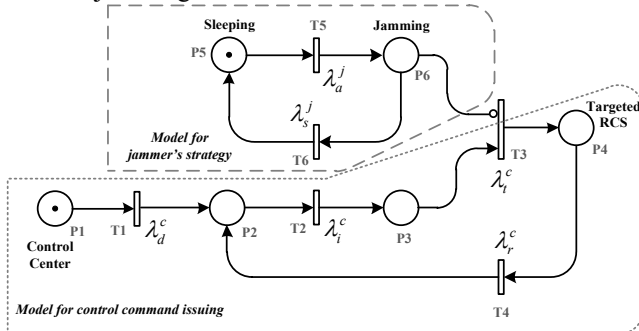 Sleeping
T5
Jamming
P5
λ_a^j
P6
Targeted
RCS
λ_s^j
Model for
jammer's strategy
T6
T3
P4
λ_t^c
P1
T1
λ_d^c
P2
T2
λ_i^c
P3
Control
Center
λ_r^c
T4
Model for control command issuing